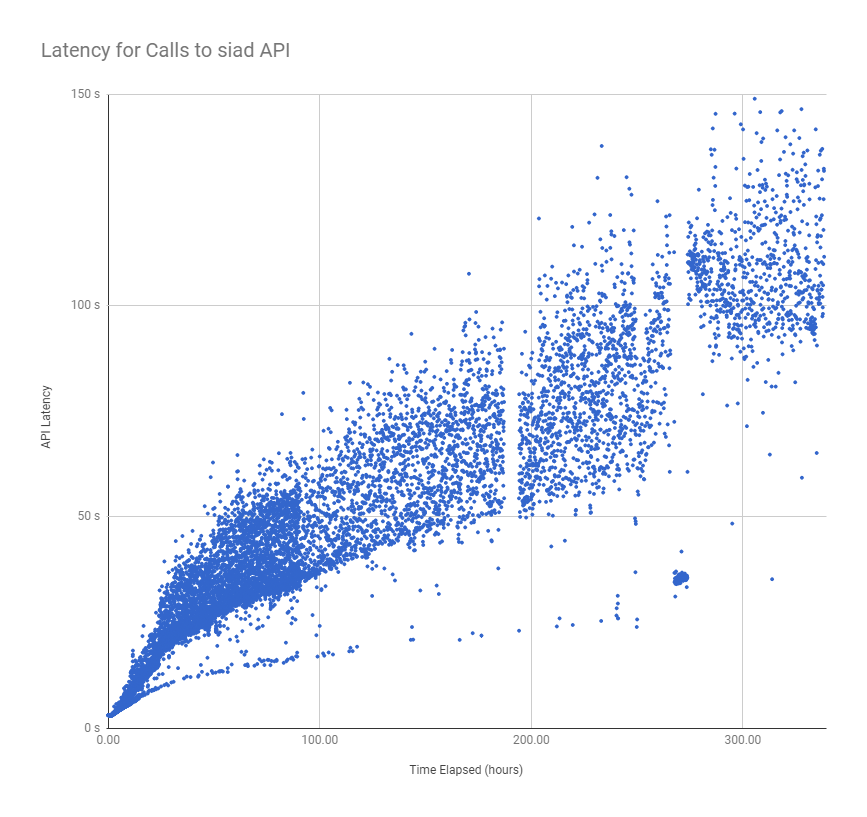 Latency for Calls to siad API
150 s
100 s
50 s
0 s
API Latency
0.00 100.00 200.00 300.00
Time Elapsed (hours)